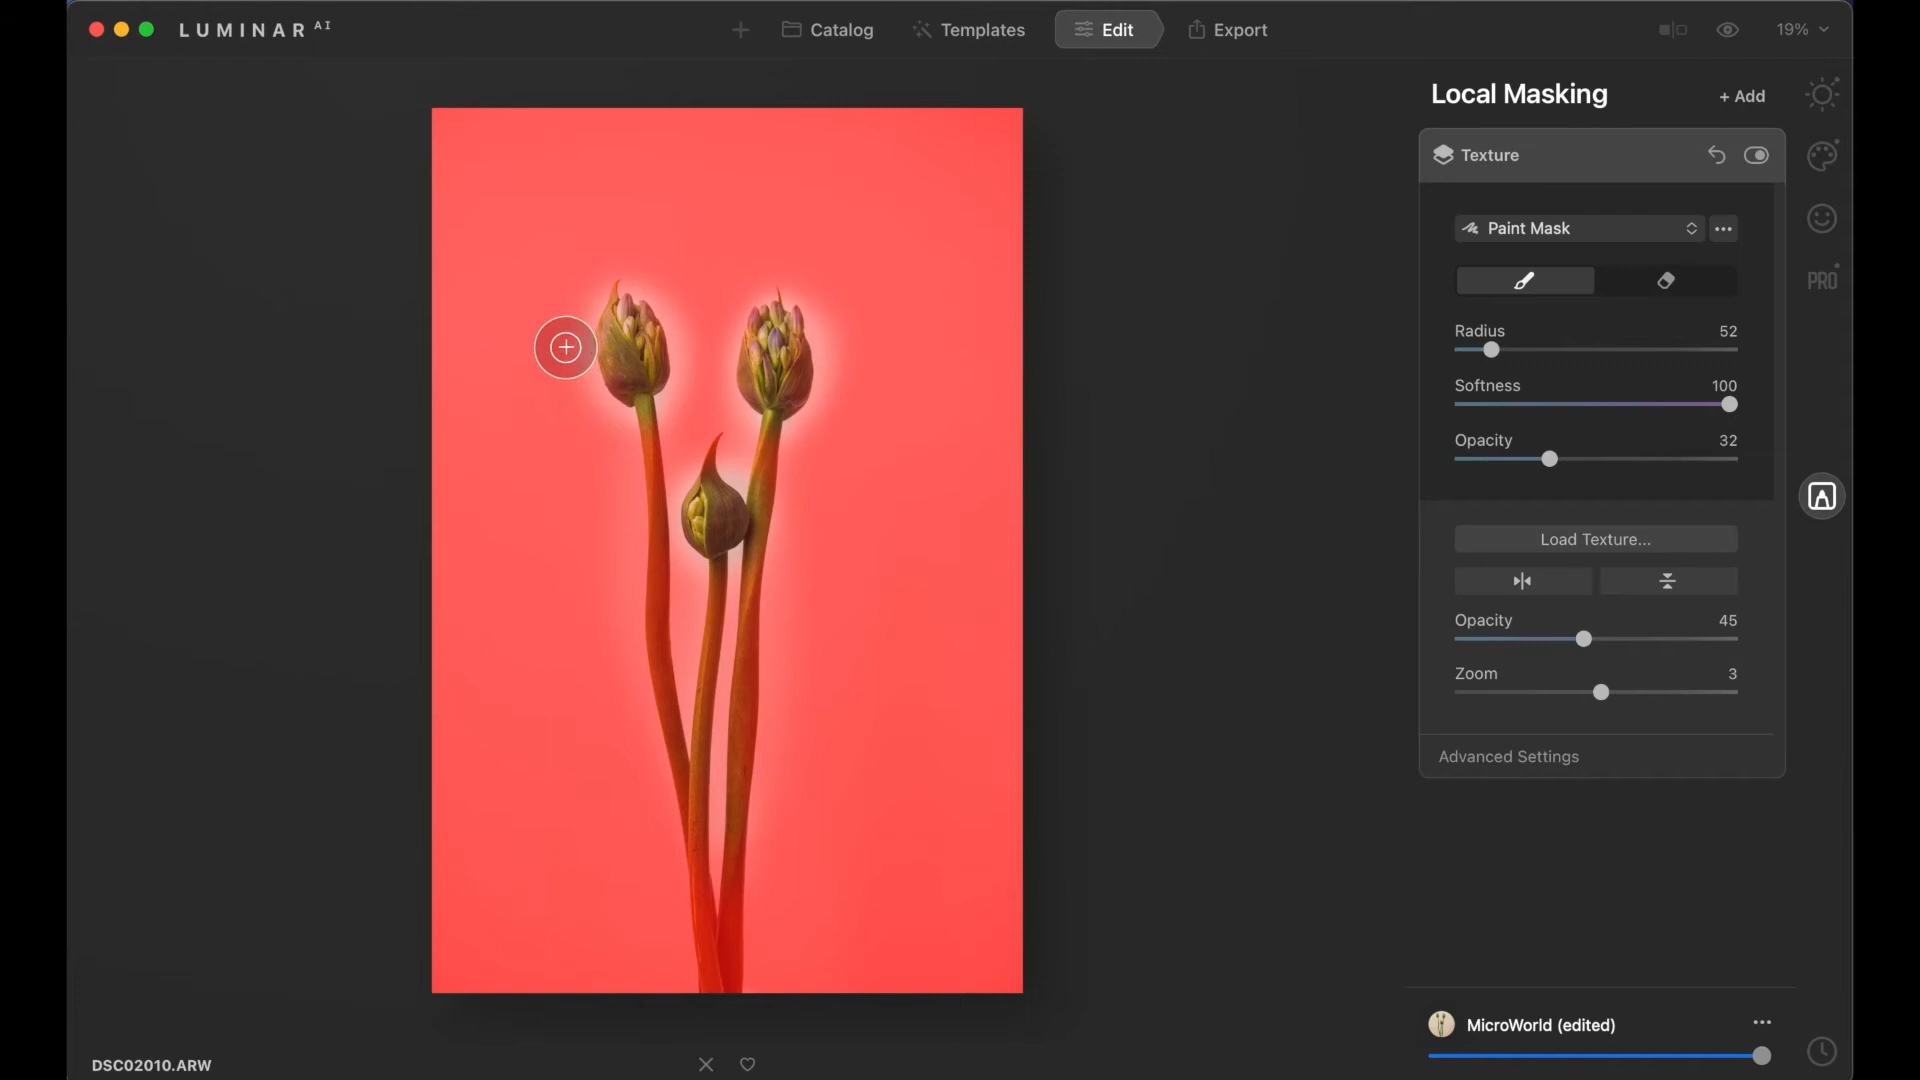 LUMINAR AI
Catalog
Templates
Edit
Export
19%
Local Masking
+ Add
Texture
Paint Mask
Radius 52
Softness 100
Opacity 32
Load Texture...
Opacity 45
Zoom 3
Advanced Settings
PRO
MicroWorld (edited)
DSC02010.ARW